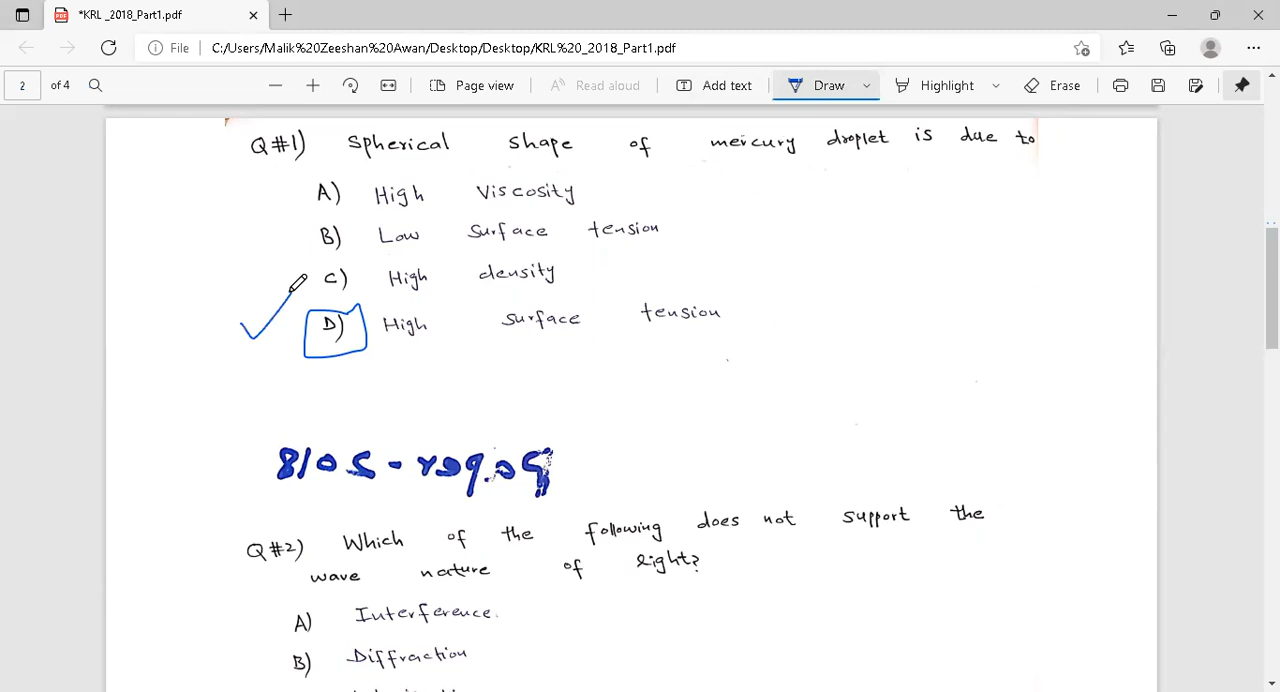 *KRL _2018_Part1.pdf
File C:/Users/Malik%20Zeeshan%20Awan/Desktop/Desktop/KRL%20_2018_Part1.pdf
2 of 4 Page view Read aloud Add text Draw Highlight Erase
Q#1) Spherical shape of mercury droplet is due to
A) High Viscosity
B) Low surface tension
C) High density
D) High surface tension
Q#2) Which of the following does not support the
wave nature of light?
A) Interference.
B) Diffraction